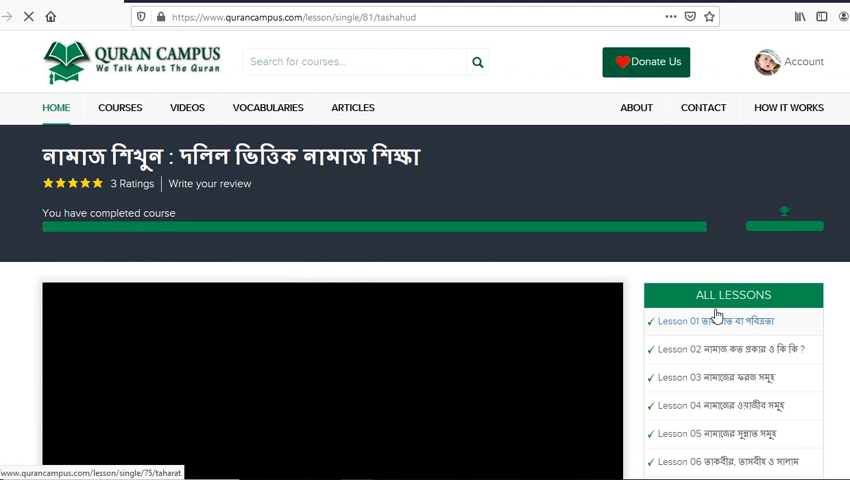 https://www.qurancampus.com/lesson/single/81/tashahud
QURAN CAMPUS
We Talk About The Quran
Search for courses...
Donate Us
Account
HOME COURSES VIDEOS VOCABULARIES ARTICLES ABOUT CONTACT HOW IT WORKS
নামাজ শিখুন : দলিল ভিত্তিক নামাজ শিক্ষা
3 Ratings Write your review
You have completed course
ALL LESSONS
Lesson 01 বা পবিত্রতা
Lesson 02 নামাজ কত প্রকার ও কি কি ?
Lesson 03 নামাজের ফরজ সমূহ
Lesson 04 নামাজের ওয়াজীব সমূহ
Lesson 05 নামাজের সুন্নাত সমূহ
Lesson 06 তাকবীর, তাসবীহ ও সালাম
www.qurancampus.com/lesson/single/75/taharat